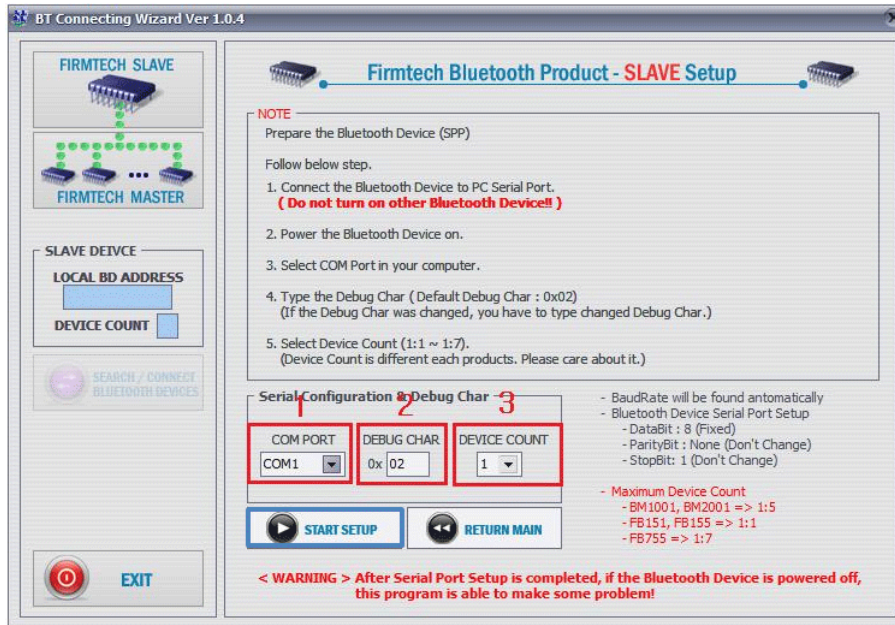 BT Connecting Wizard Ver 1.0.4
FIRMTECH SLAVE
FIRMTECH MASTER
SLAVE DEIVCE
LOCAL BD ADDRESS
DEVICE COUNT
SEARCH / CONNECT
BLUETOOTH DEVICES
EXIT
Firmtech Bluetooth Product - SLAVE Setup
NOTE
Prepare the Bluetooth Device (SPP)
Follow below step.
1. Connect the Bluetooth Device to PC Serial Port.
( Do not turn on other Bluetooth Device!! )
2. Power the Bluetooth Device on.
3. Select COM Port in your computer.
4. Type the Debug Char ( Default Debug Char : 0x02)
(If the Debug Char was changed, you have to type changed Debug Char.)
5. Select Device Count (1:1 ~ 1:7).
(Device Count is different each products. Please care about it.)
Serial Configuration & Debug Char
1 2 3
COM PORT DEBUG CHAR DEVICE COUNT
COM1 0x 02 1
START SETUP RETURN MAIN
- BaudRate will be found antomatically
- Bluetooth Device Serial Port Setup
- DataBit : 8 (Fixed)
- ParityBit : None (Don't Change)
- StopBit: 1 (Don't Change)
- Maximum Device Count
- BM1001, BM2001 => 1:5
- FB151, FB155 => 1:1
- FB755 => 1:7
< WARNING > After Serial Port Setup is completed, if the Bluetooth Device is powered off,
this program is able to make some problem!